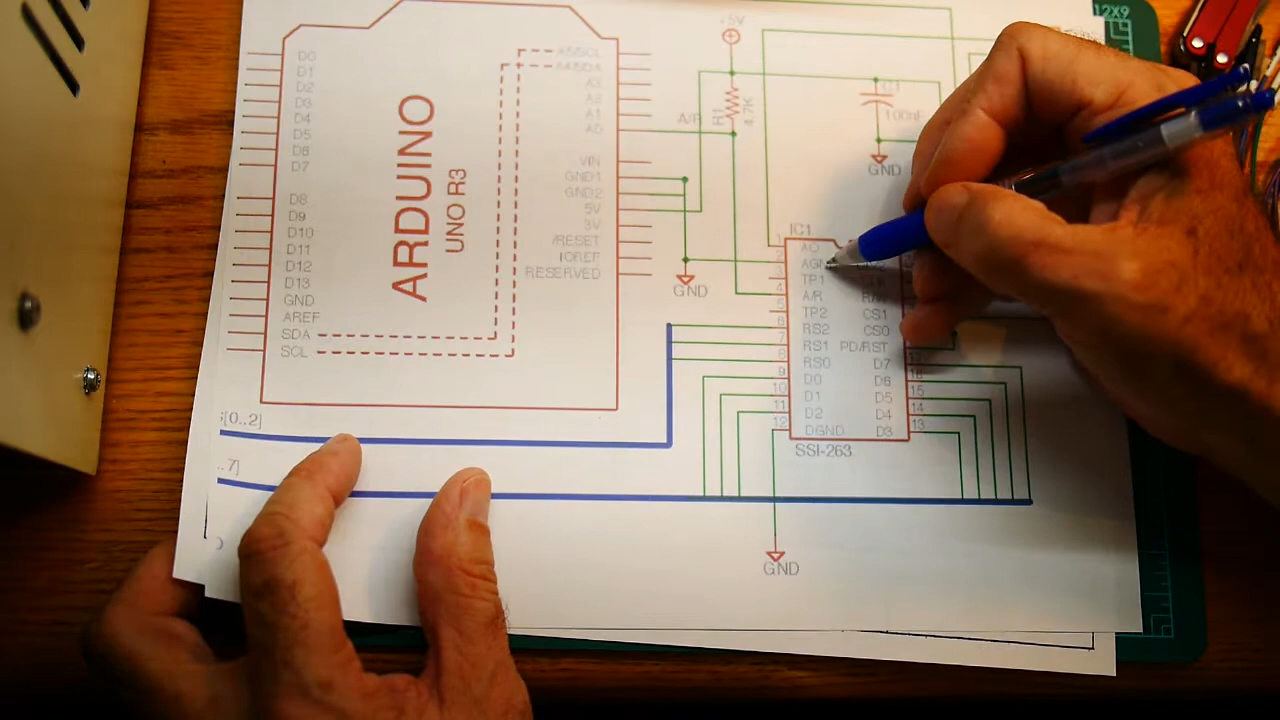 12X9
+5V
D0
D1
D2
D3
D4
D5
D6
D7
D8
D9
D10
D11
D12
D13
GND
AREF
SDA
SCL
ARDUINO
UNO R3
A5/SCL
A4/SDA
A3
A2
A1
A0
VIN
GND1
GND2
5V
3V
/RESET
IOREF
RESERVED
A/R
R1
4.7K
100nF
GND
GND
IC1
1
2
3
4
5
6
7
8
9
10
11
12
AO
AGN
TP1
A/R
TP2
RS2
RS1
RS0
D0
D1
D2
DGND
CS1
CS0
PD/RST
D7
D6
D5
D4
D3
17
16
15
14
13
SSI-263
[0..2]
..7]
GND